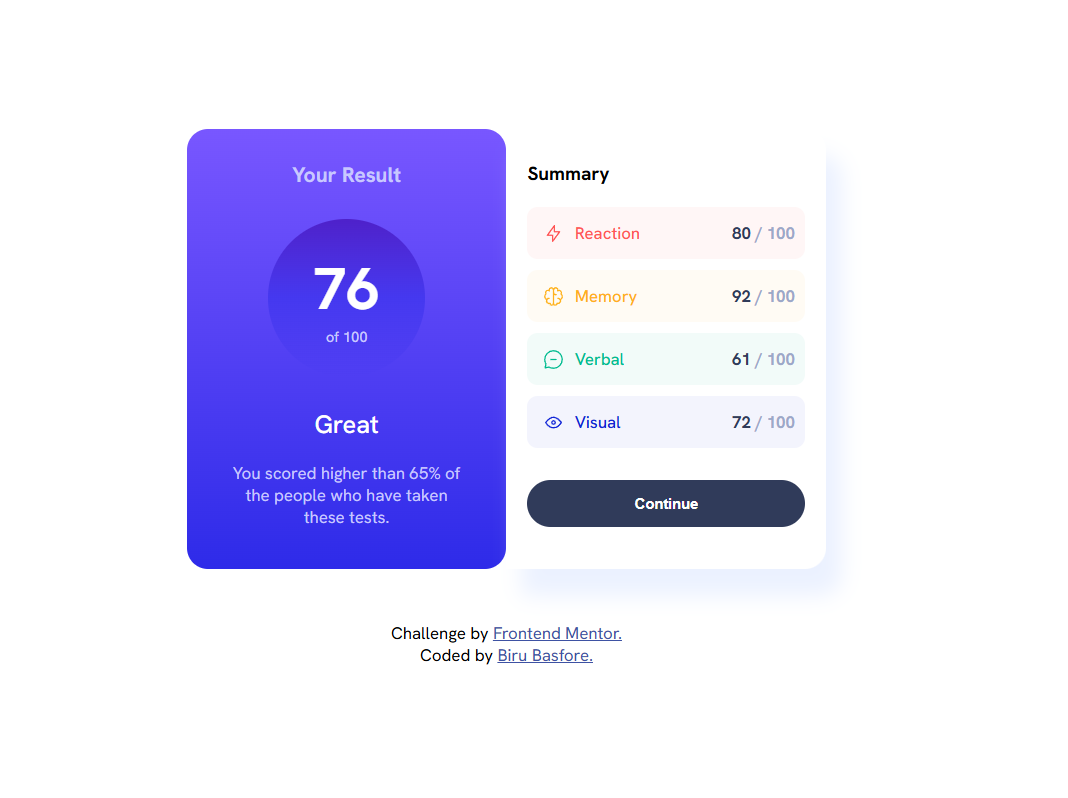 Your Result
76
of 100
Great
You scored higher than 65% of
the people who have taken
these tests.
Summary
Reaction 80 / 100
Memory 92 / 100
Verbal 61 / 100
Visual 72 / 100
Continue
Challenge by Frontend Mentor.
Coded by Biru Basfore.